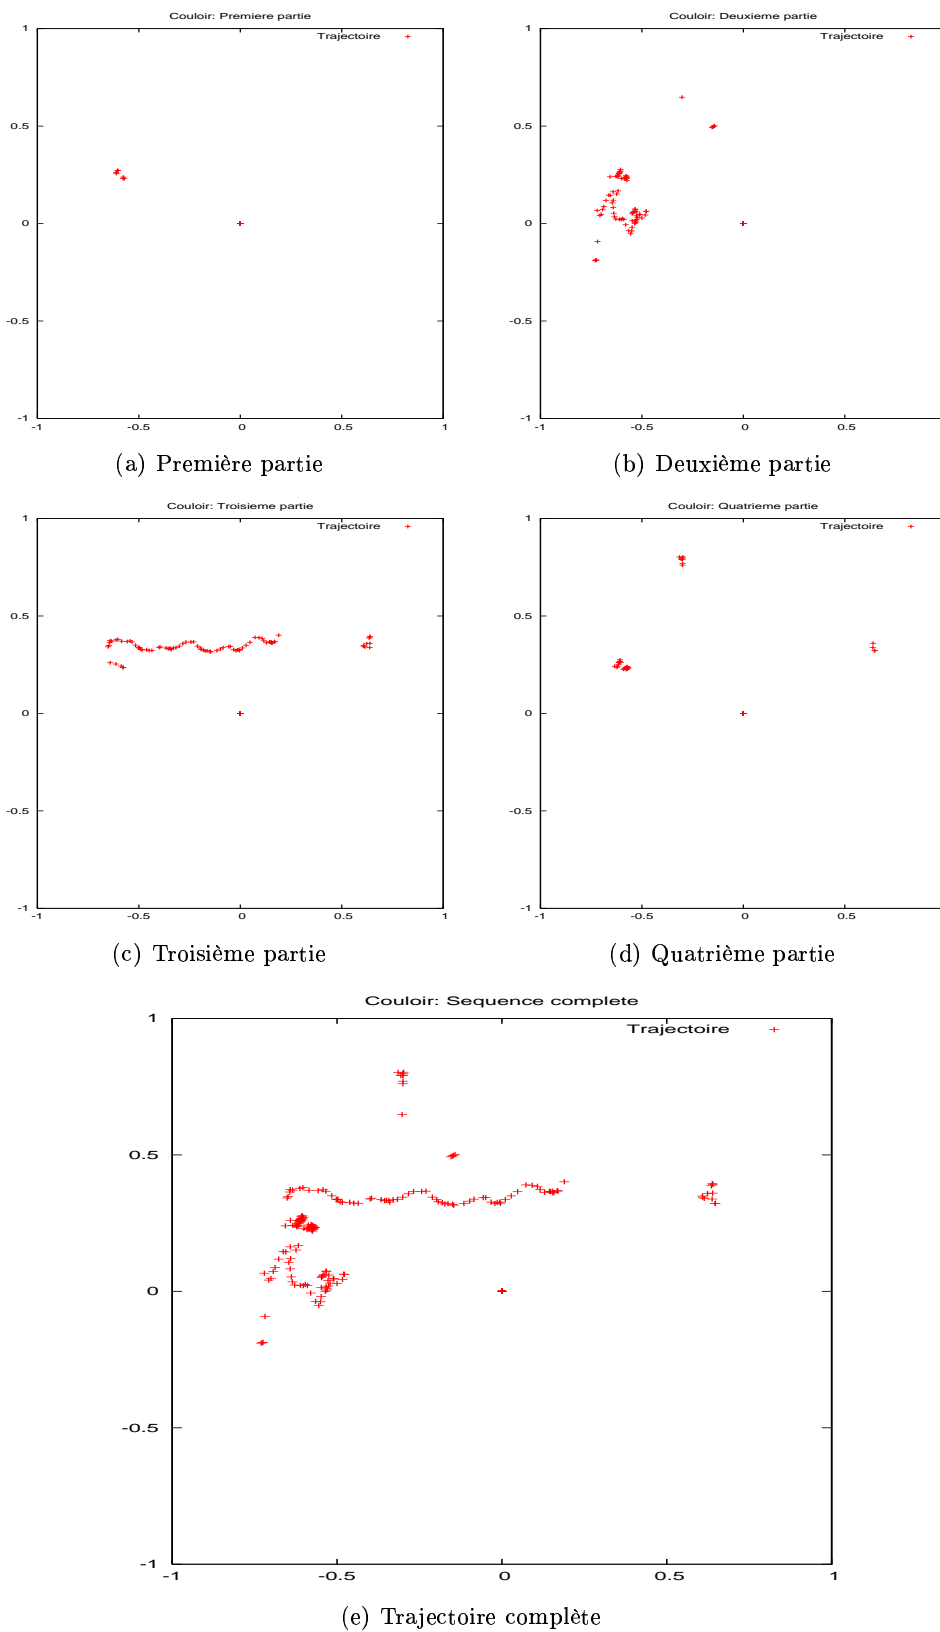 Couloir: Premiere partie
Trajectoire
1
0.5
0
-0.5
-1
-1 -0.5 0 0.5 1
(a) Première partie
Couloir: Deuxieme partie
Trajectoire
1
0.5
0
-0.5
-1
-1 -0.5 0 0.5
(b) Deuxième partie
Couloir: Troisieme partie
Trajectoire
1
0.5
0
-0.5
-1
-1 -0.5 0 0.5 1
(c) Troisième partie
Couloir: Quatrieme partie
Trajectoire
1
0.5
0
-0.5
-1
-1 -0.5 0 0.5
(d) Quatrième partie
Couloir: Sequence complete
Trajectoire
1
0.5
0
-0.5
-1
-1 -0.5 0 0.5 1
(e) Trajectoire complète